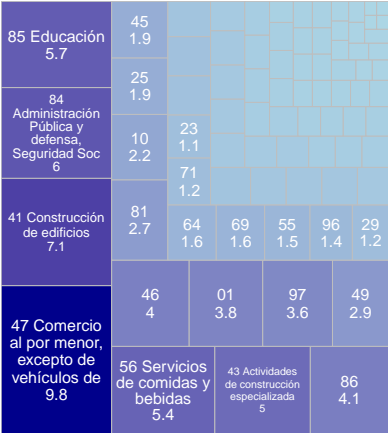 85 Educación
5.7
84
Administración
Pública y
defensa,
Seguridad Soc
6
41 Construcción
de edificios
7.1
47 Comercio
al por menor,
excepto de
vehículos de
9.8
45
1.9
25
1.9
10
2.2
81
2.7
23
1.1
71
1.2
64
1.6
69
1.6
55
1.5
96
1.4
29
1.2
46
4
01
3.8
97
3.6
49
2.9
56 Servicios
de comidas y
bebidas
5.4
43 Actividades
de construcción
especializada
5
86
4.1